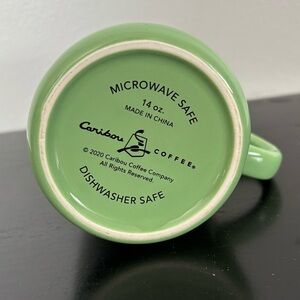 MICROWAVE SAFE
14 oz.
MADE IN CHINA
Caribou COFFEE®
© 2020 Caribou Coffee Company
All Rights Reserved
DISHWASHER SAFE